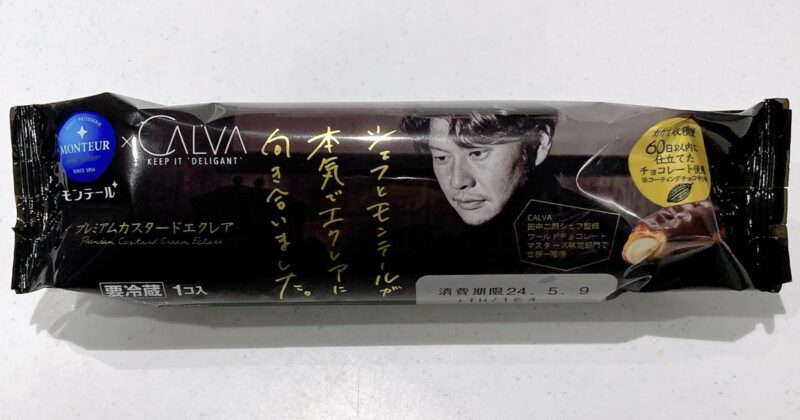 MONTEUR
SINCE 1954
モンテール
×
CALVA
KEEP IT "DELIGANT"
プレミアムカスタードエクレア
Premium Custard Cream Eclair
要冷蔵 1コ入
シェフとモンテールが
本気でエクレアに
向き合いました。
CALVA
田中二朗シェフ監修
ワールドチョコレート
マスターズ味覚部門で
世界一獲得
カカオ収穫後
60日以内に
仕立てた
チョコレート使用
消費期限24. 5. 9